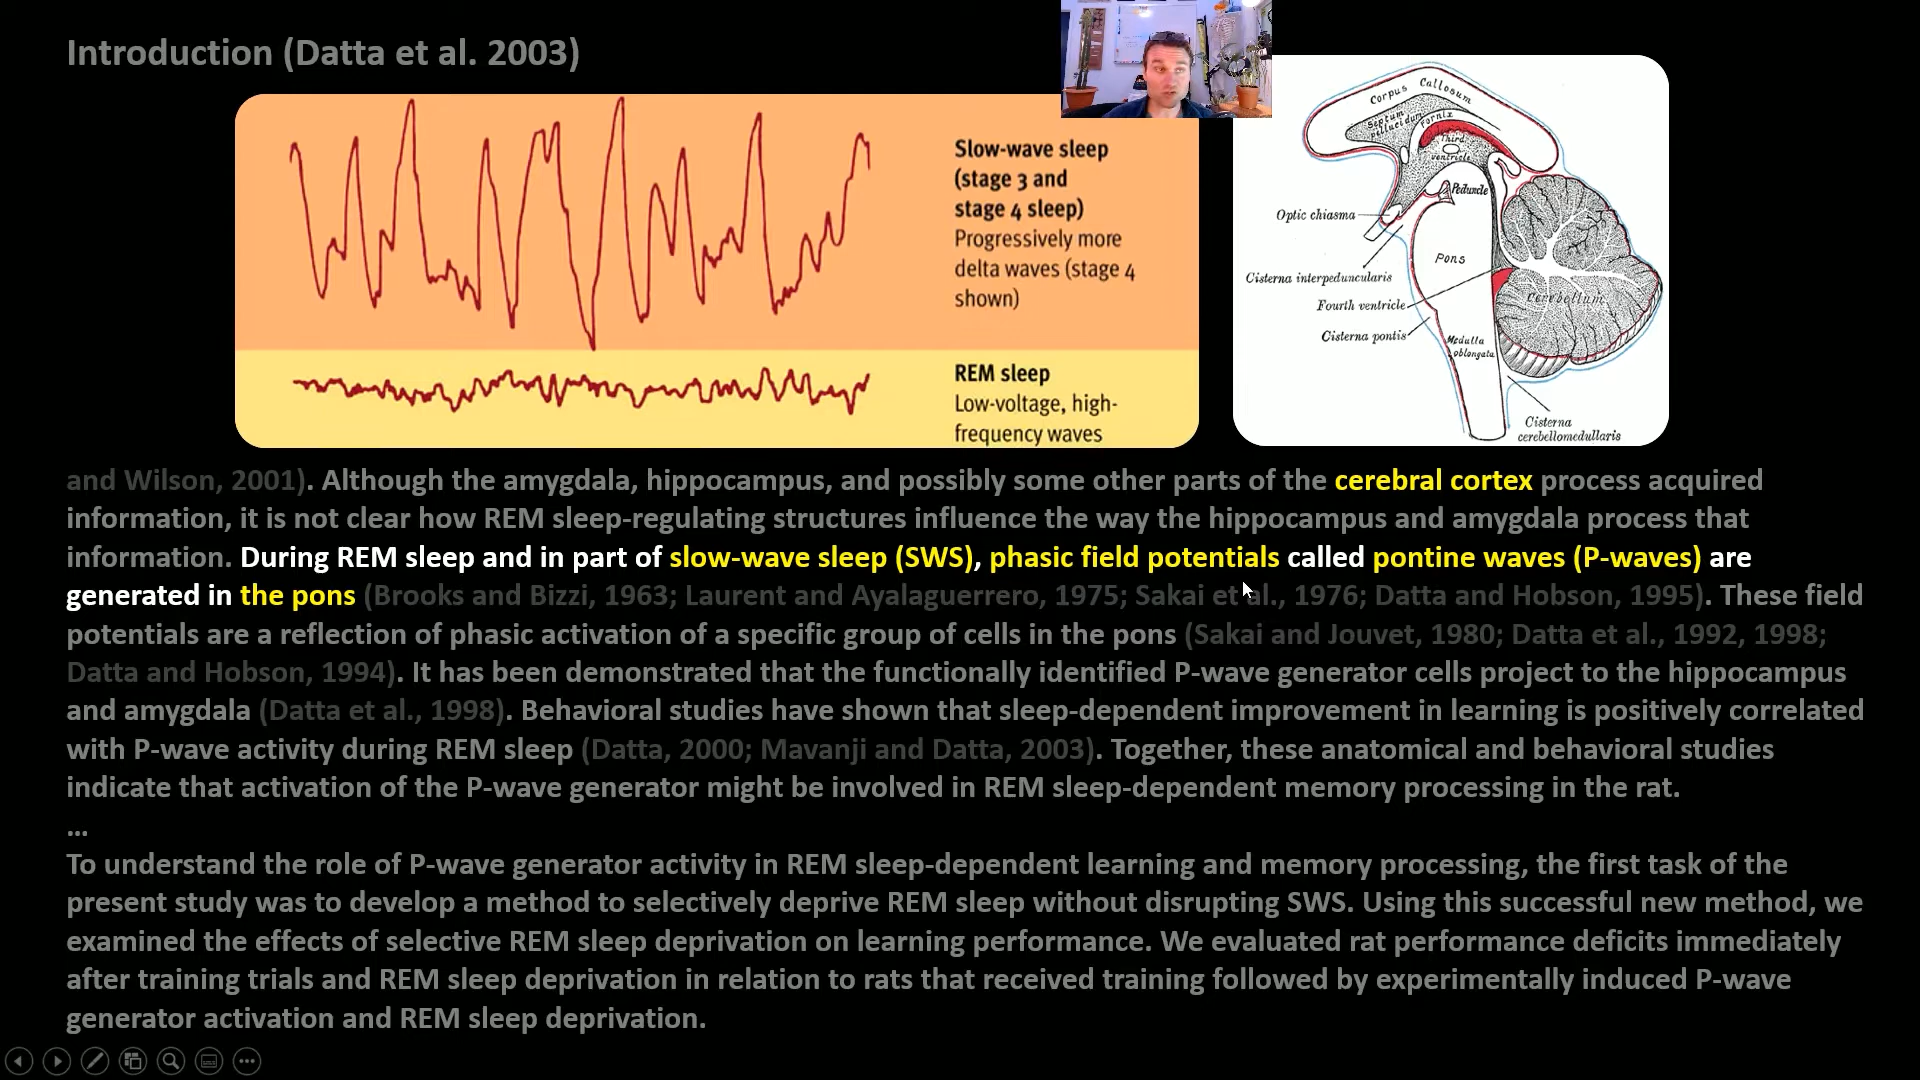 Introduction (Datta et al. 2003)
Slow-wave sleep
(stage 3 and
stage 4 sleep)
Progressively more
delta waves (stage 4
shown)
REM sleep
Low-voltage, high-
frequency waves
Corpus Callosum
Septum
pellucidum
Fornix
Third
ventricle
Peduncle
Optic chiasma
Pons
Cisterna interpeduncularis
Fourth ventricle
Cerebellum
Cisterna pontis
Medulla
oblongata
Cisterna
cerebellomedullaris
and Wilson, 2001). Although the amygdala, hippocampus, and possibly some other parts of the cerebral cortex process acquired
information, it is not clear how REM sleep-regulating structures influence the way the hippocampus and amygdala process that
information. During REM sleep and in part of slow-wave sleep (SWS), phasic field potentials called pontine waves (P-waves) are
generated in the pons (Brooks and Bizzi, 1963; Laurent and Ayalaguerrero, 1975; Sakai et al., 1976; Datta and Hobson, 1995). These field
potentials are a reflection of phasic activation of a specific group of cells in the pons (Sakai and Jouvet, 1980; Datta et al., 1992, 1998;
Datta and Hobson, 1994). It has been demonstrated that the functionally identified P-wave generator cells project to the hippocampus
and amygdala (Datta et al., 1998). Behavioral studies have shown that sleep-dependent improvement in learning is positively correlated
with P-wave activity during REM sleep (Datta, 2000; Mavanji and Datta, 2003). Together, these anatomical and behavioral studies
indicate that activation of the P-wave generator might be involved in REM sleep-dependent memory processing in the rat.
...
To understand the role of P-wave generator activity in REM sleep-dependent learning and memory processing, the first task of the
present study was to develop a method to selectively deprive REM sleep without disrupting SWS. Using this successful new method, we
examined the effects of selective REM sleep deprivation on learning performance. We evaluated rat performance deficits immediately
after training trials and REM sleep deprivation in relation to rats that received training followed by experimentally induced P-wave
generator activation and REM sleep deprivation.